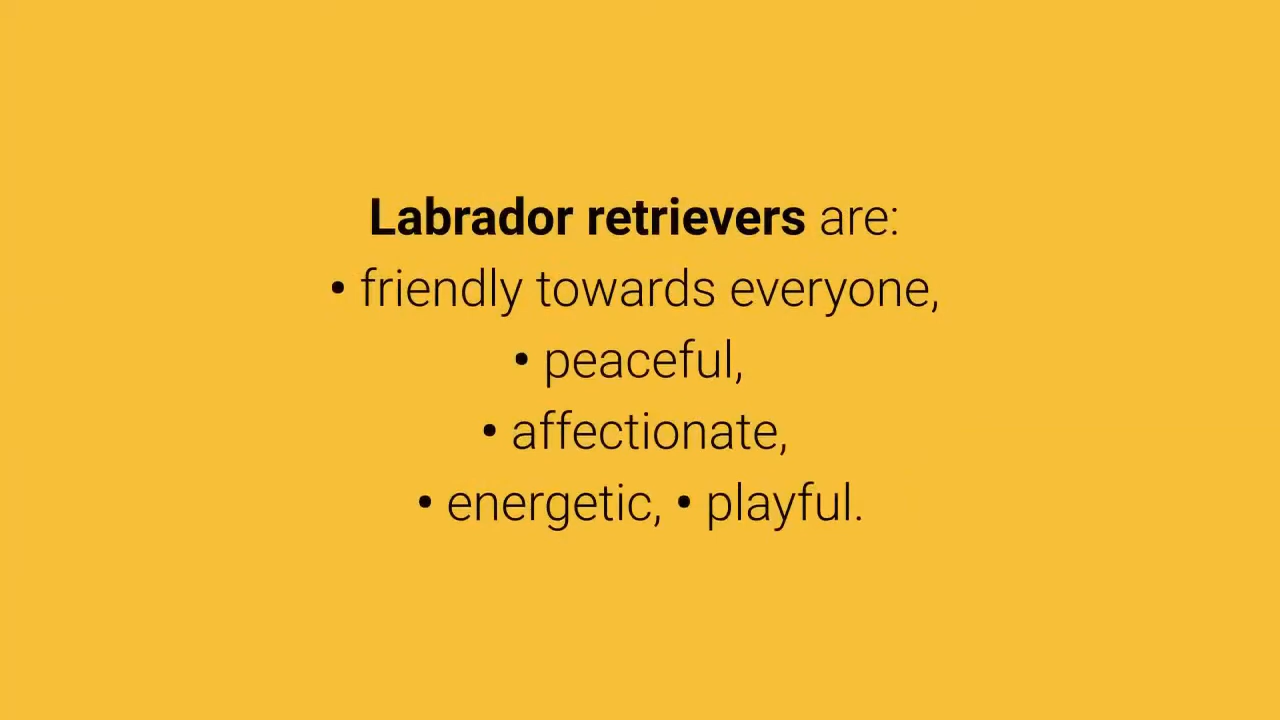 Labrador retrievers are:
• friendly towards everyone,
• peaceful,
• affectionate,
• energetic, • playful.